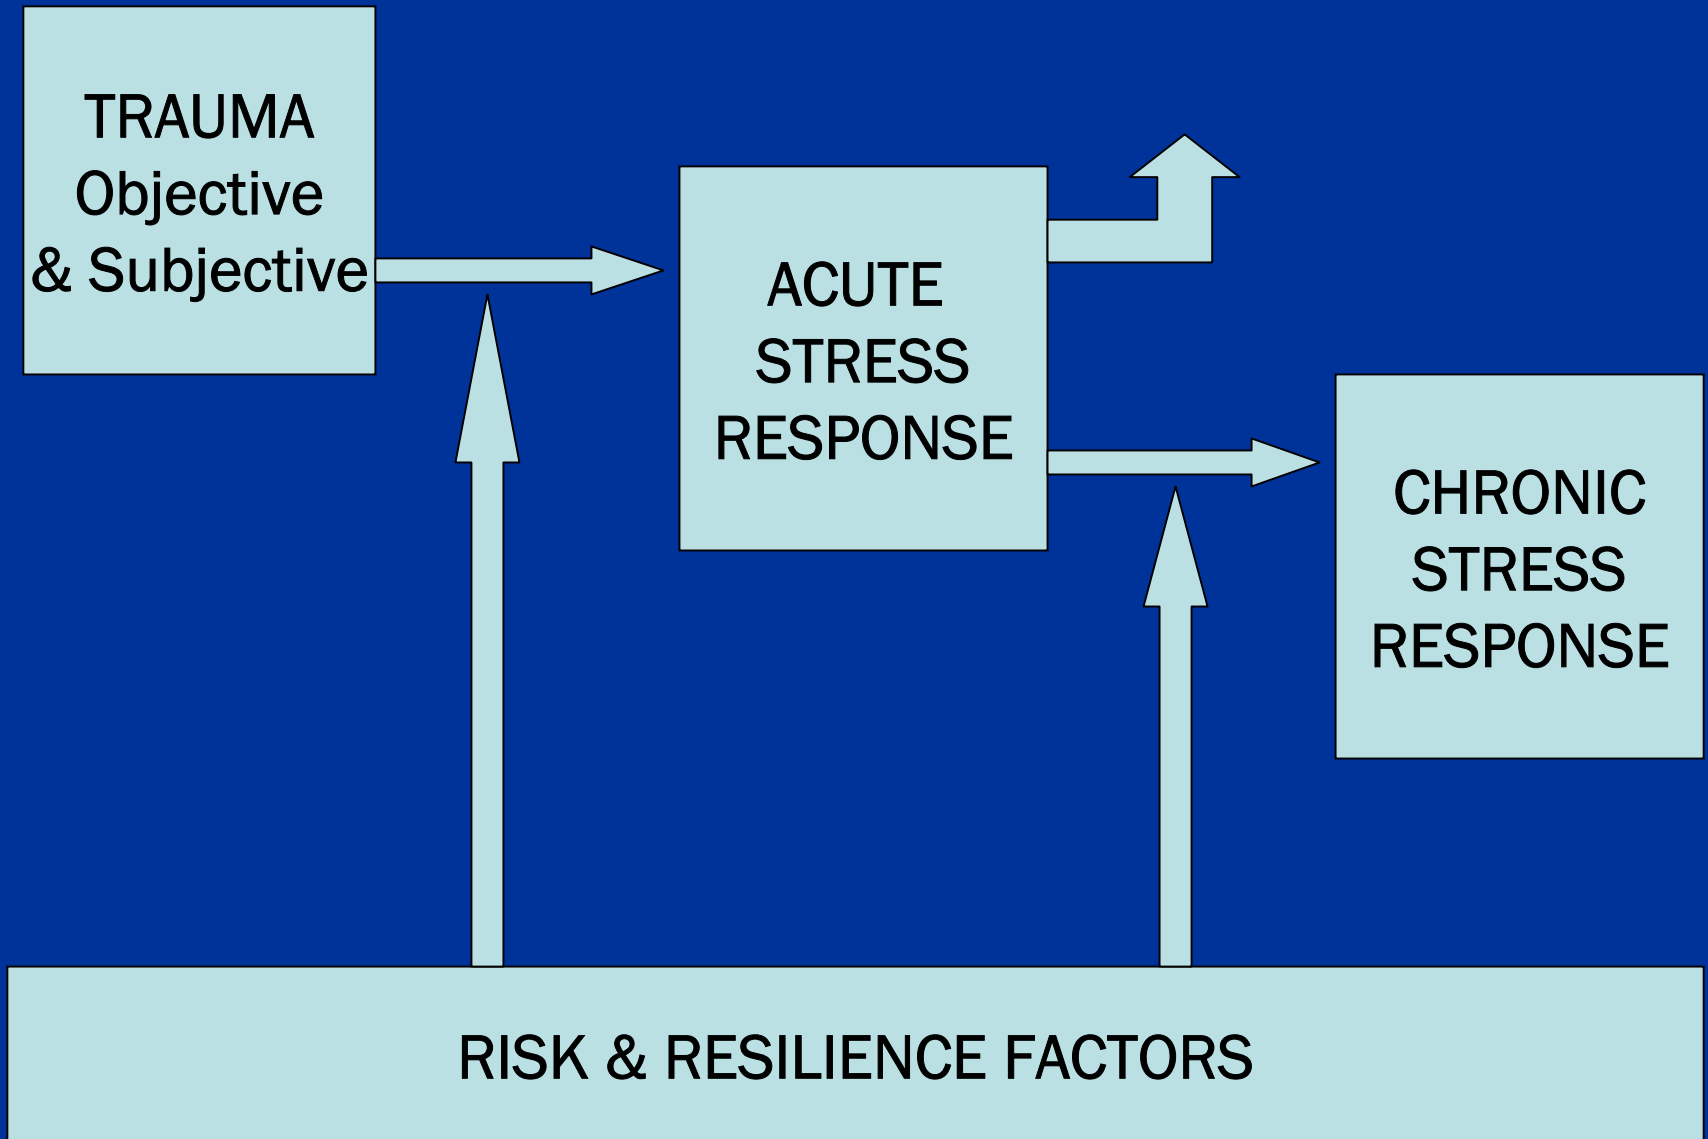 TRAUMA
Objective
& Subjective
ACUTE
STRESS
RESPONSE
CHRONIC
STRESS
RESPONSE
RISK & RESILIENCE FACTORS